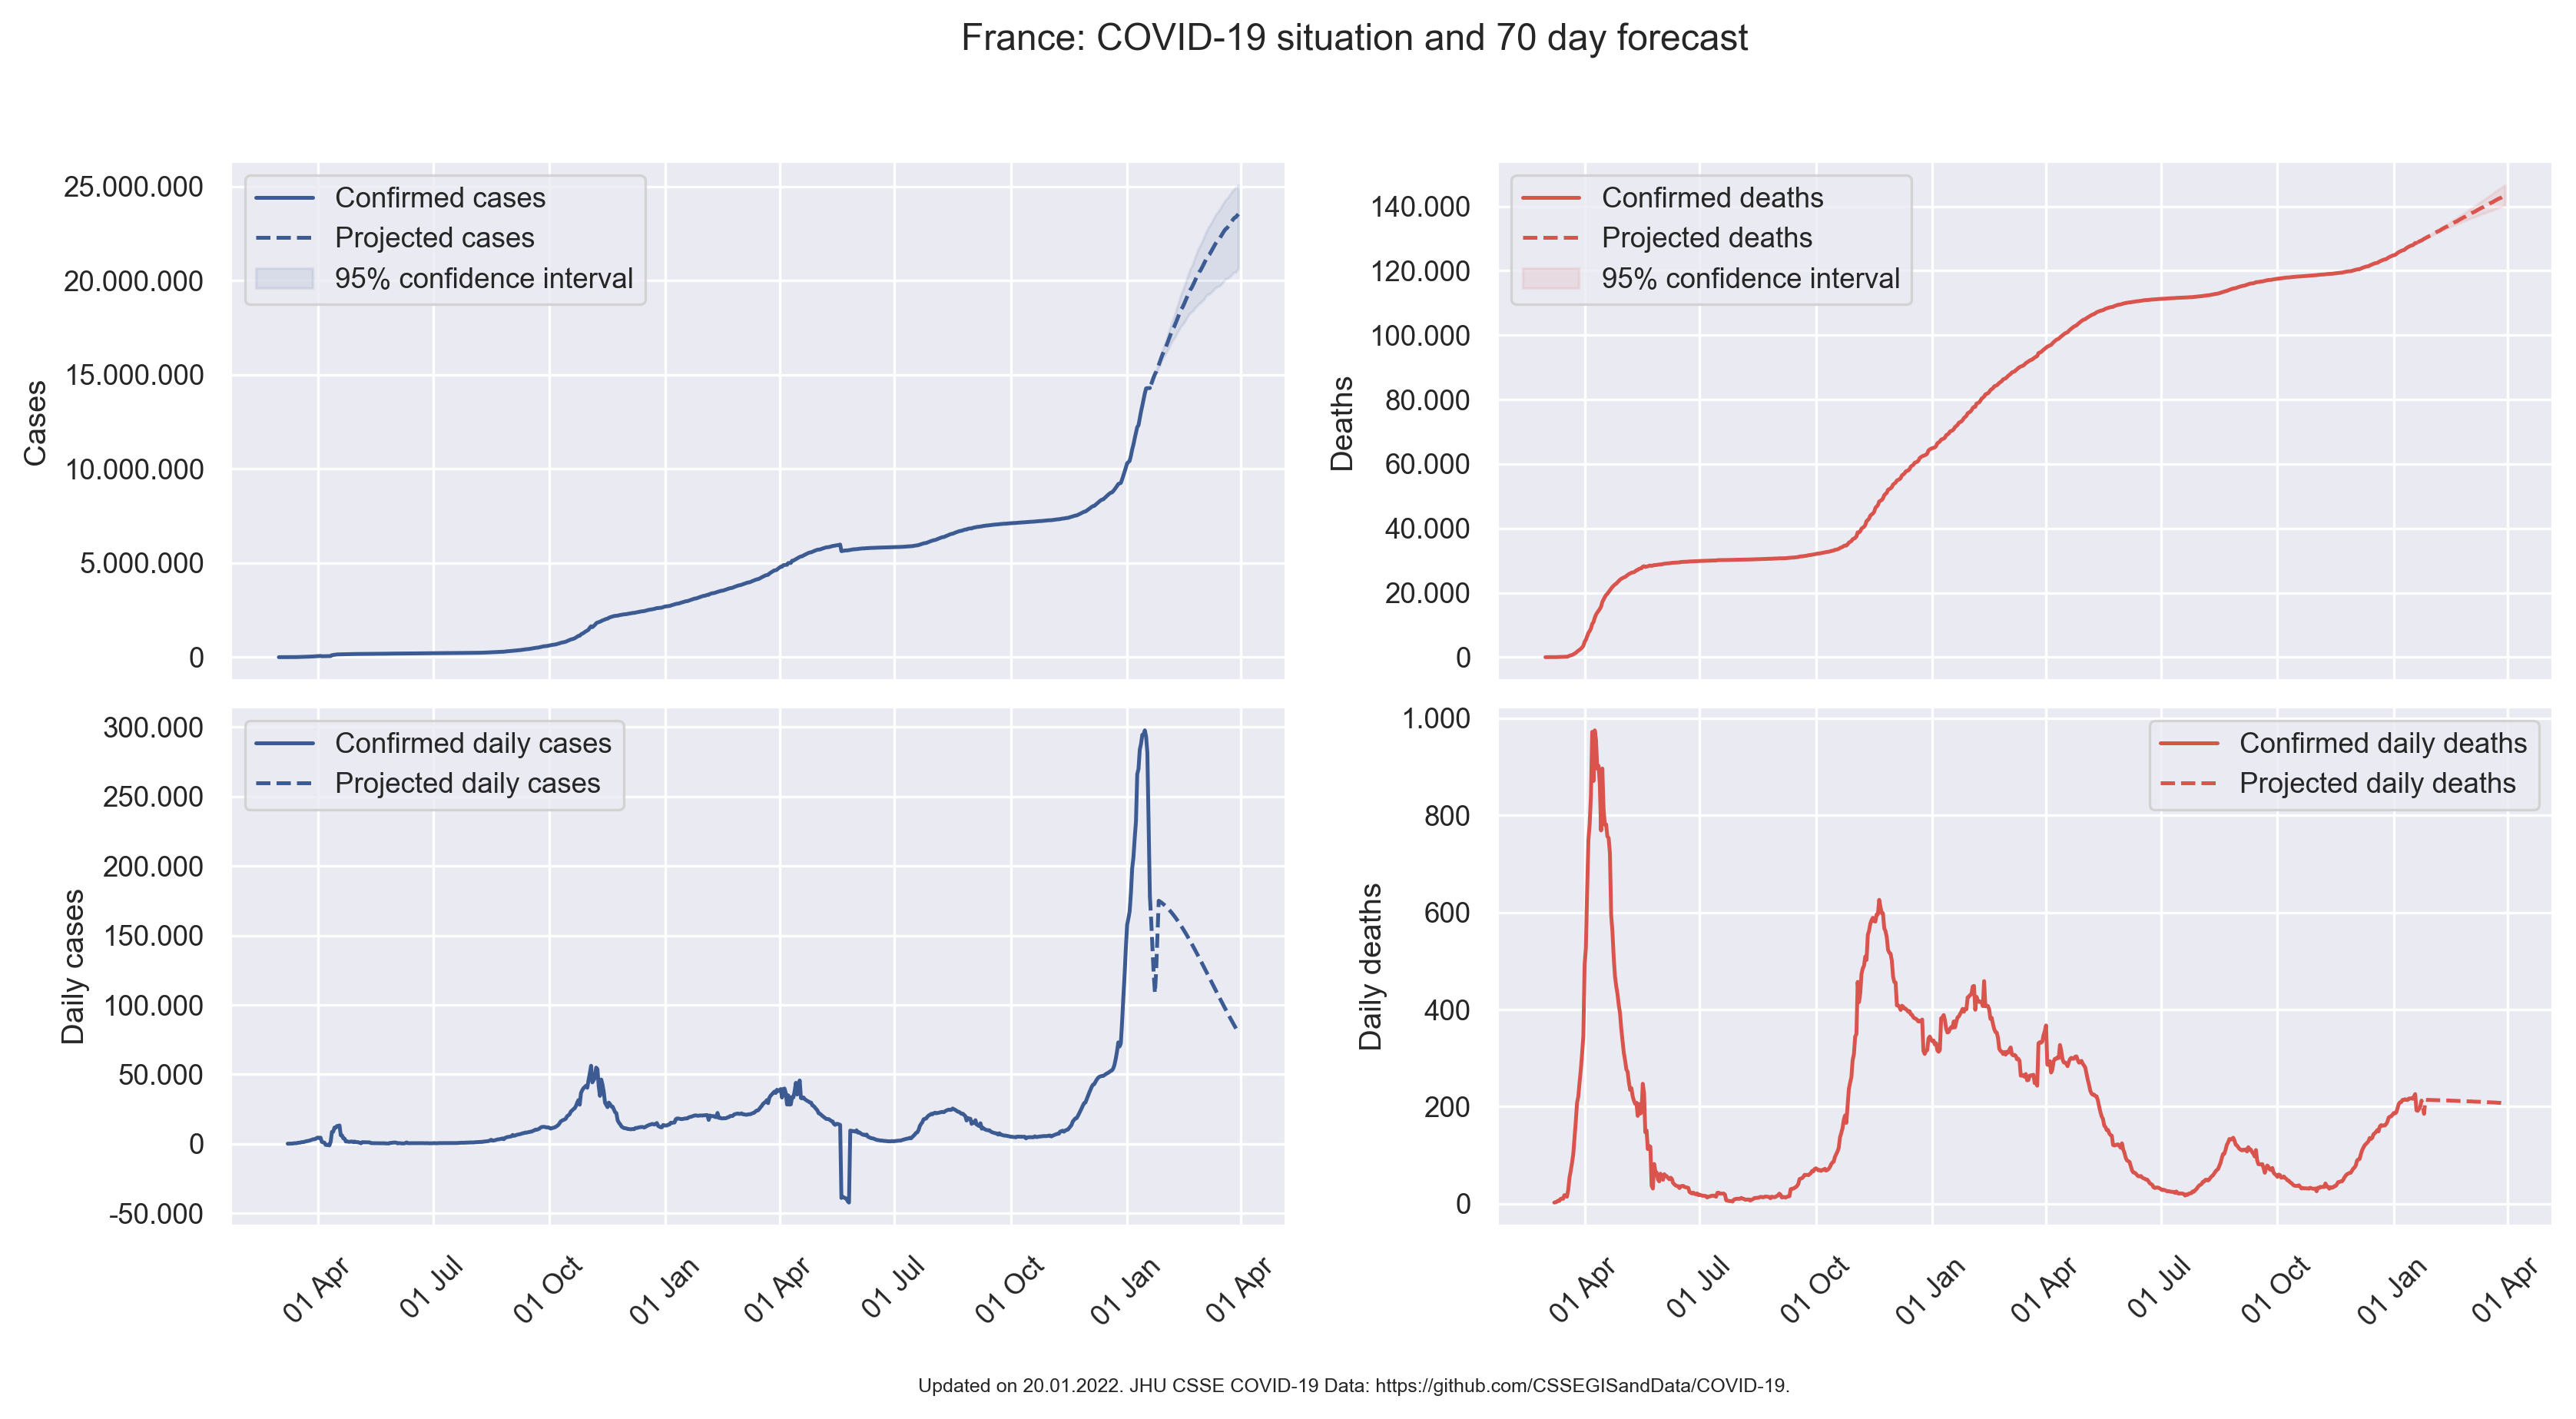 France: COVID-19 situation and 70 day forecast
Cases
25.000.000
20.000.000
15.000.000
10.000.000
5.000.000
0
Confirmed cases
Projected cases
95% confidence interval
Deaths
140.000
120.000
100.000
80.000
60.000
40.000
20.000
0
Confirmed deaths
Projected deaths
95% confidence interval
Daily cases
300.000
250.000
200.000
150.000
100.000
50.000
0
-50.000
Confirmed daily cases
Projected daily cases
01 Apr
01 Jul
01 Oct
01 Jan
01 Apr
01 Jul
01 Oct
01 Jan
01 Apr
Daily deaths
1.000
800
600
400
200
0
Confirmed daily deaths
Projected daily deaths
01 Apr
01 Jul
01 Oct
01 Jan
01 Apr
01 Jul
01 Oct
01 Jan
01 Apr
Updated on 20.01.2022. JHU CSSE COVID-19 Data: https://github.com/CSSEGISandData/COVID-19.